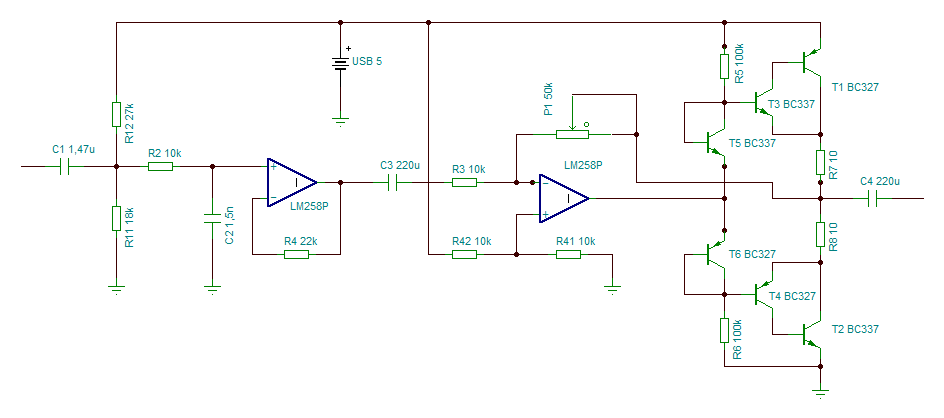 USB 5
R5 100k
T1 BC327
P1 50k
T3 BC337
R12 27k
T5 BC337
C1 1,47u
R2 10k
C3 220u
R3 10k
LM258P
R7 10
C4 220u
LM258P
R11 18k
C2 1,5n
R4 22k
R42 10k
R41 10k
R8 10
T6 BC327
T4 BC327
R6 100k
T2 BC337